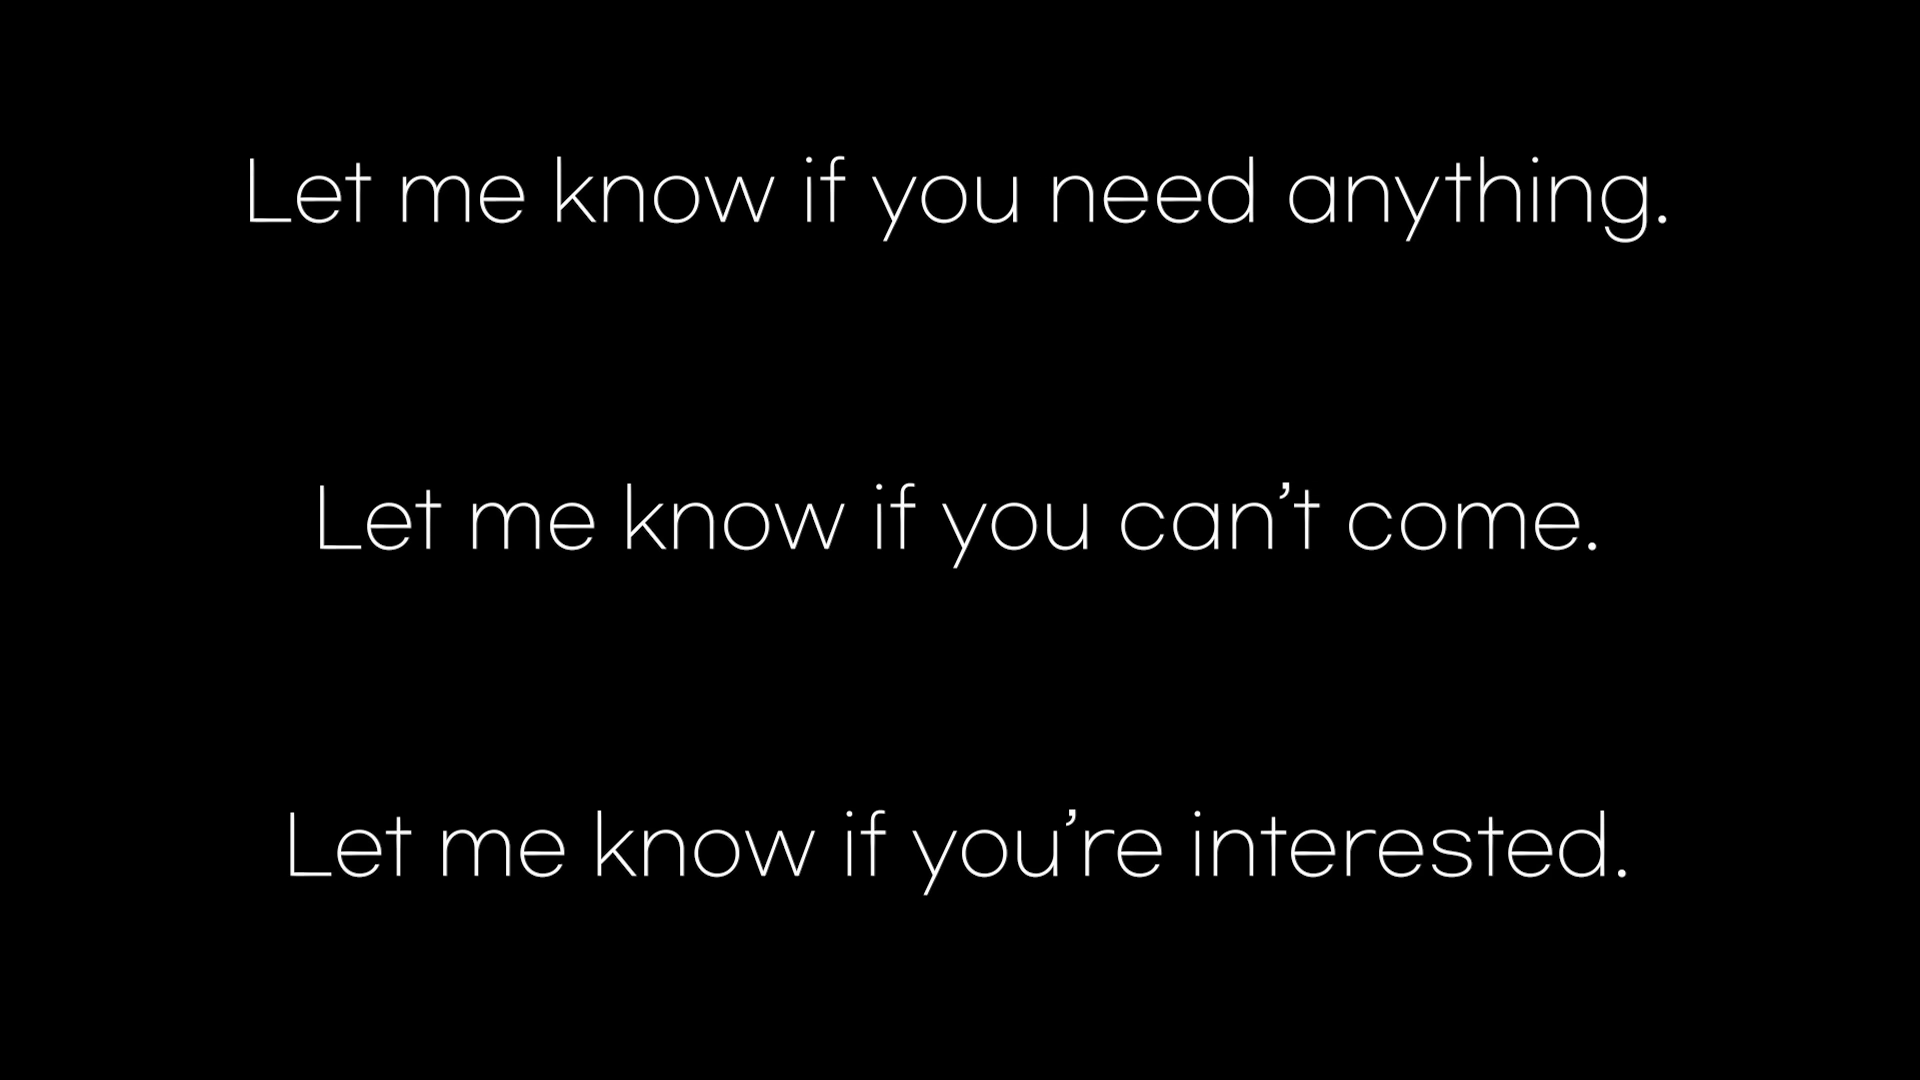 Let me know if you need anything.
Let me know if you can’t come.
Let me know if you’re interested.